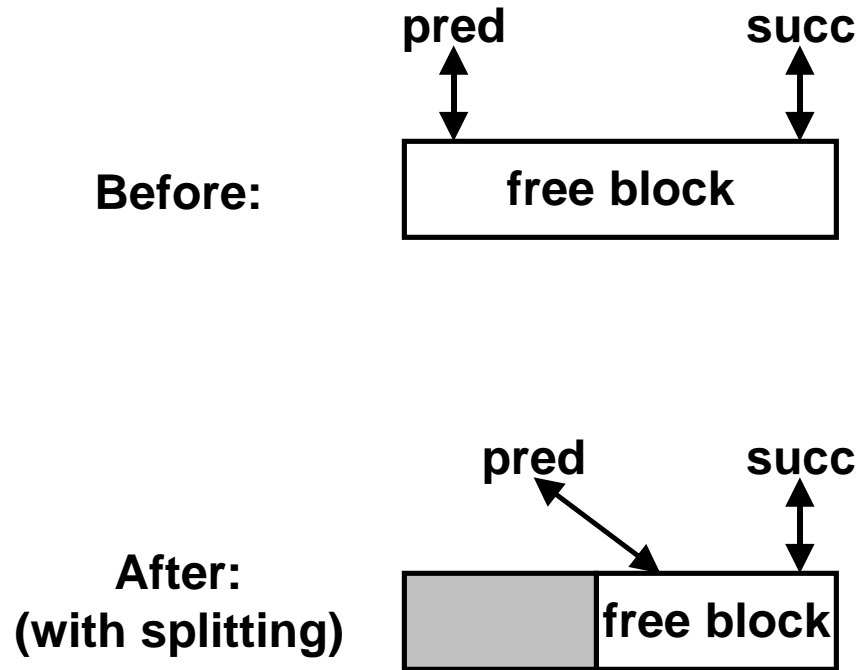 pred succ
Before: free block
pred succ
After:
(with splitting) free block